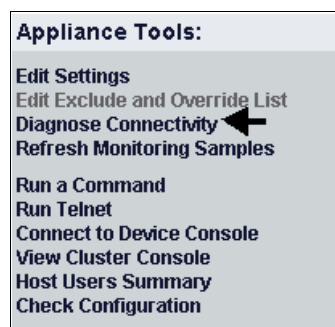 Appliance Tools:
Edit Settings
Edit Exclude and Override List
Diagnose Connectivity
Refresh Monitoring Samples
Run a Command
Run Telnet
Connect to Device Console
View Cluster Console
Host Users Summary
Check Configuration